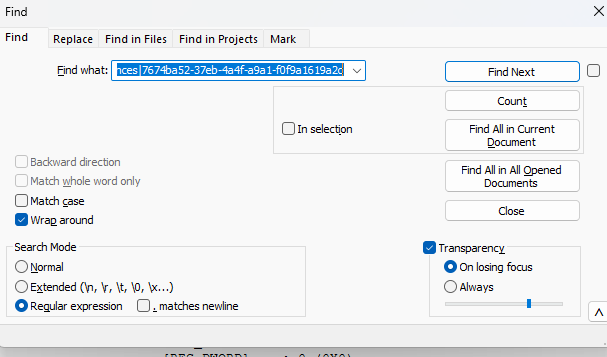 Find
Find Replace Find in Files Find in Projects Mark
Find what: nces|7674ba52-37eb-4a4f-a9a1-f0f9a1619a2d
Find Next
Count
In selection
Find All in Current
Document
Backward direction
Find All in All Opened
Documents
Match whole word only
Match case
Wrap around
Close
Search Mode
Normal
Extended (\n, \r, \t, \0, \x...)
Regular expression . matches newline
Transparency
On losing focus
Always